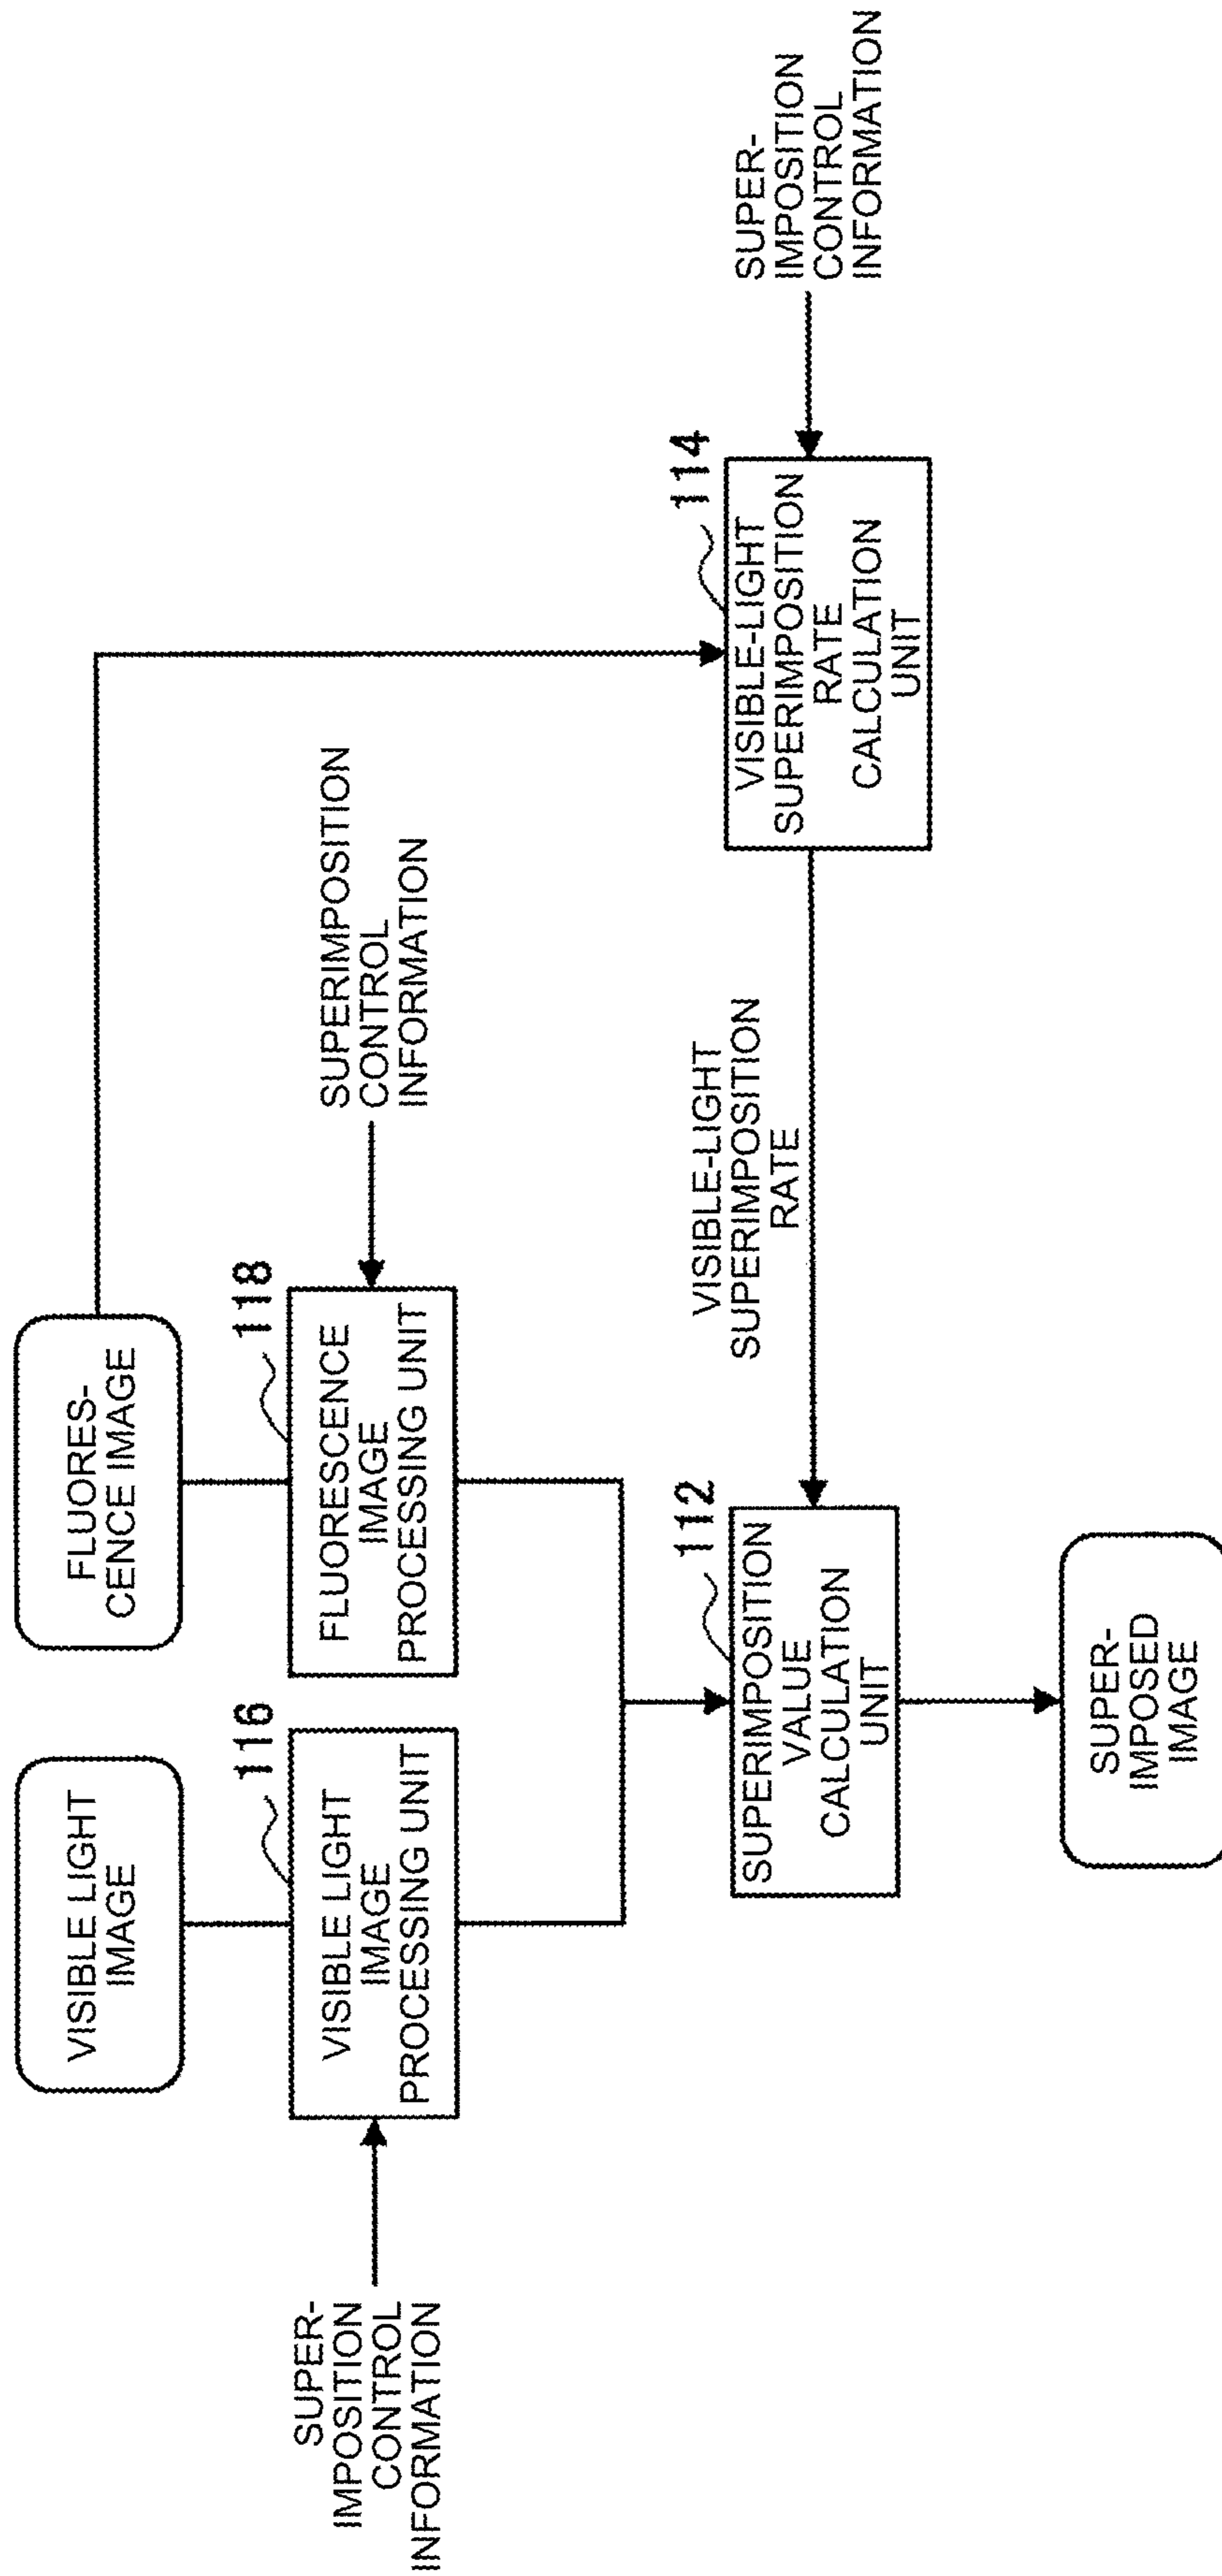 VISIBLE LIGHT
IMAGE
FLUORES-
CENCE IMAGE
SUPER-
IMPOSITION
CONTROL
INFORMATION
116
VISIBLE LIGHT
IMAGE
PROCESSING UNIT
118
FLUORESCENCE
IMAGE
PROCESSING UNIT
SUPERIMPOSITION
CONTROL
INFORMATION
112
SUPERIMPOSITION
VALUE
CALCULATION
UNIT
VISIBLE-LIGHT
SUPERIMPOSITION
RATE
114
VISIBLE-LIGHT
SUPERIMPOSITION
RATE
CALCULATION
UNIT
SUPER-
IMPOSITION
CONTROL
INFORMATION
SUPER-
IMPOSED
IMAGE